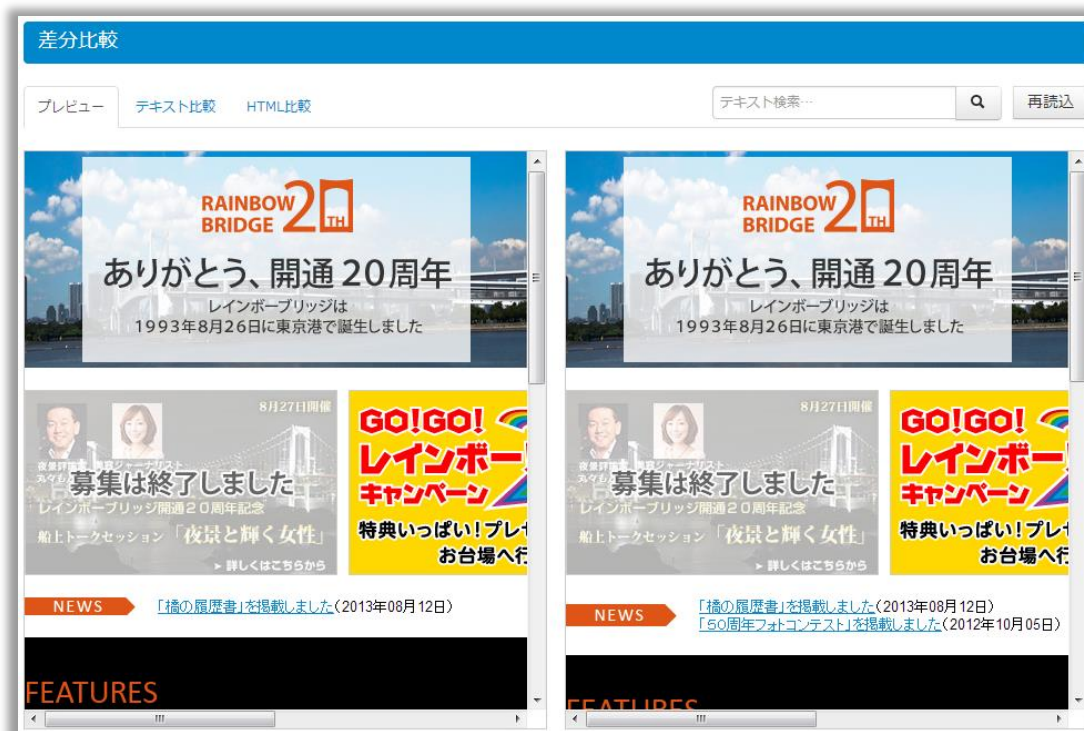 差分比較
プレビュー
テキスト比較
HTML比較
テキスト検索…
再読込
RAINBOW
BRIDGE
20TH
ありがとう、開通20周年
レインボーブリッジは
1993年8月26日に東京港で誕生しました
8月27日開催
募集は終了しました
レインボーブリッジ開通20周年記念
船上トークセッション「夜景と輝く女性」
▸ 詳しくはこちらから
GO!GO!
レインボー
キャンペーン
特典いっぱい!プレ
お台場へ行
NEWS
「橋の履歴書」を掲載しました(2013年08月12日)
FEATURES
RAINBOW
BRIDGE
20TH
ありがとう、開通20周年
レインボーブリッジは
1993年8月26日に東京港で誕生しました
8月27日開催
募集は終了しました
レインボーブリッジ開通20周年記念
船上トークセッション「夜景と輝く女性」
▸ 詳しくはこちらから
GO!GO!
レインボー
キャンペーン
特典いっぱい!プレ
お台場へ行
NEWS
「橋の履歴書」を掲載しました(2013年08月12日)
「50周年フォトコンテスト」を掲載しました(2012年10月05日)
FEATURES